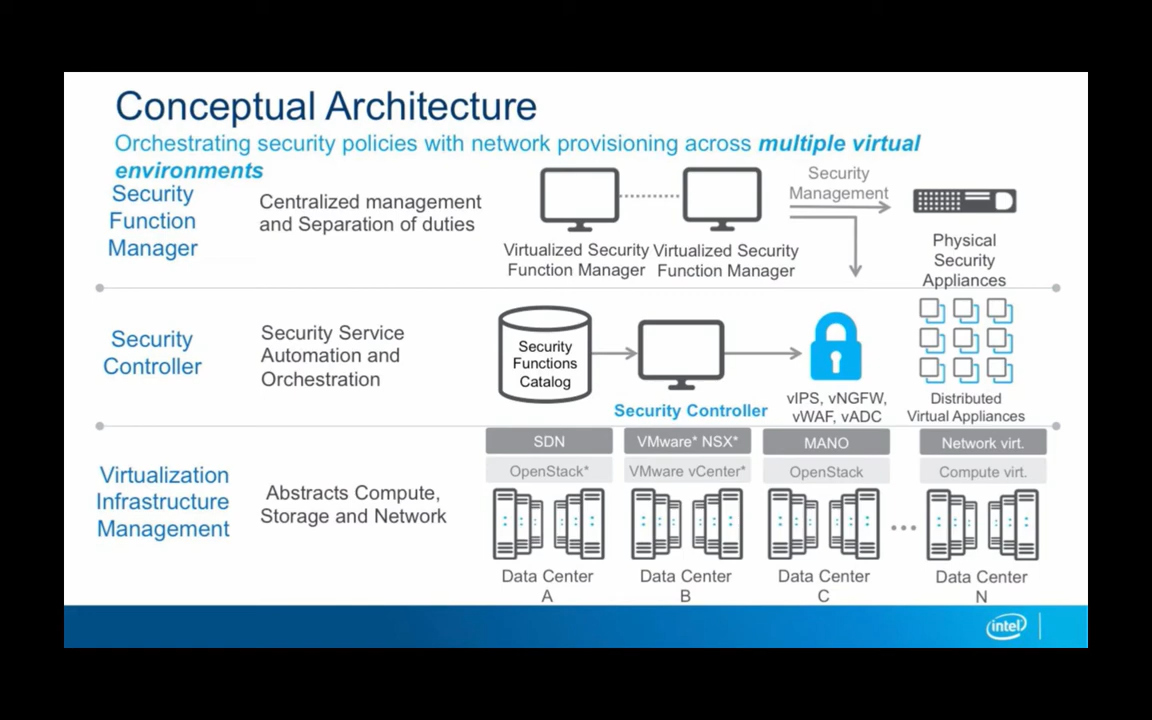 Conceptual Architecture
Orchestrating security policies with network provisioning across multiple virtual
environments
Security
Function
Manager
Centralized management
and Separation of duties
Virtualized Security
Function Manager
Virtualized Security
Function Manager
Security
Management
Physical
Security
Appliances
Security
Controller
Security Service
Automation and
Orchestration
Security
Functions
Catalog
Security Controller
vIPS, vNGFW,
vWAF, vADC
Distributed
Virtual Appliances
Virtualization
Infrastructure
Management
Abstracts Compute,
Storage and Network
SDN
OpenStack*
Data Center
A
VMware* NSX*
VMware vCenter*
Data Center
B
MANO
OpenStack
Data Center
C
Network virt.
Compute virt.
Data Center
N
intel